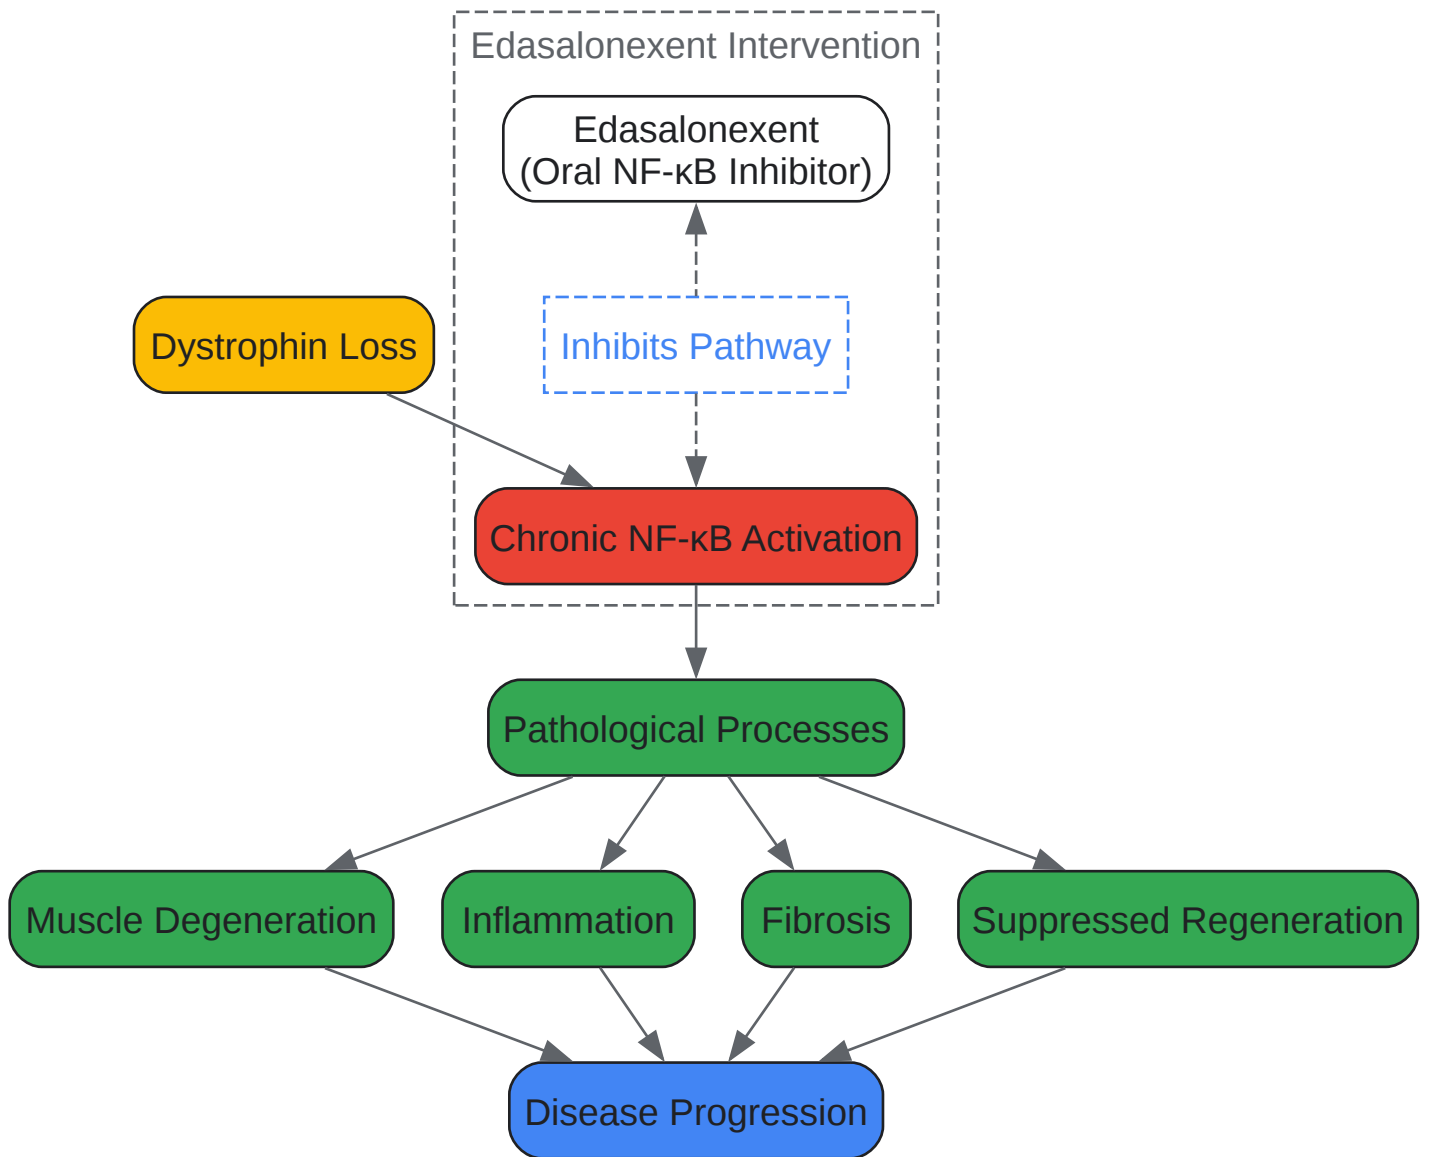 Edasalonexent Intervention
Edasalonexent
(Oral NF-κB Inhibitor)
Dystrophin Loss
Inhibits Pathway
Chronic NF-κB Activation
Pathological Processes
Muscle Degeneration
Inflammation
Fibrosis
Suppressed Regeneration
Disease Progression